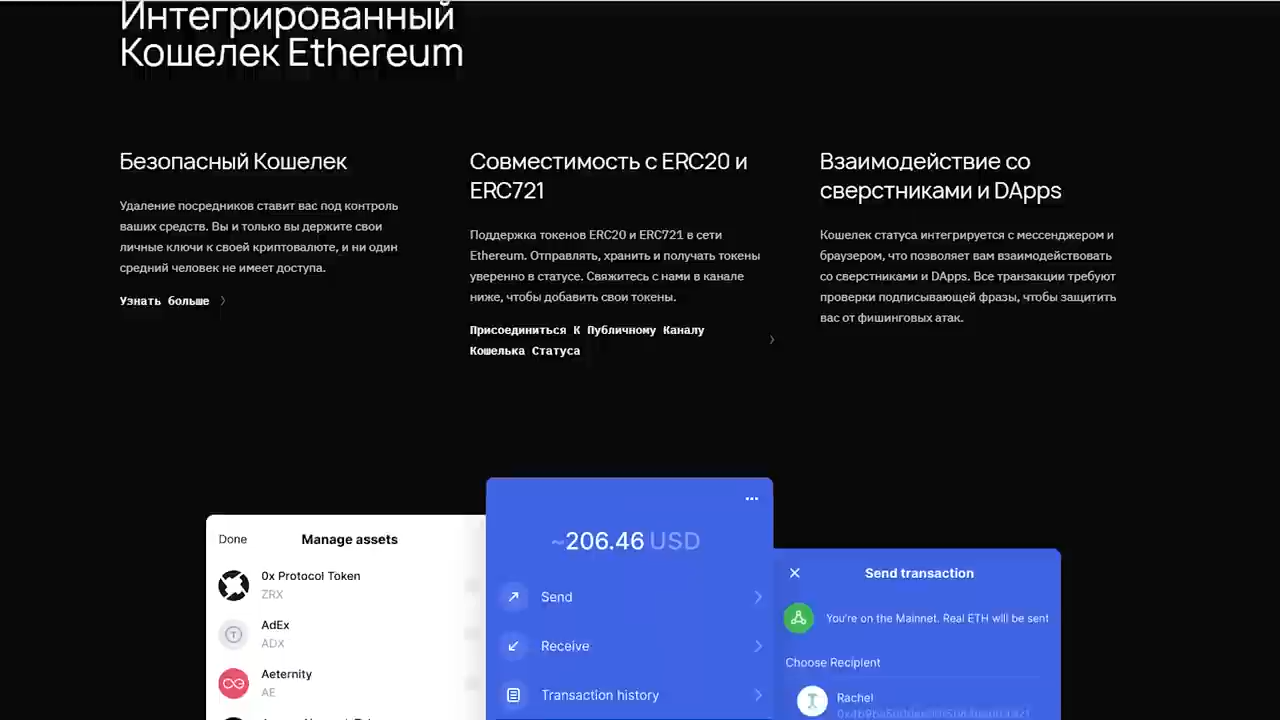 Интегрированный
Кошелек Ethereum
Безопасный Кошелек
Удаление посредников ставит вас под контроль
ваших средств. Вы и только вы держите свои
личные ключи к своей криптовалюте, и ни один
средний человек не имеет доступа.
Узнать больше
Совместимость с ERC20 и
ERC721
Поддержка токенов ERC20 и ERC721 в сети
Ethereum. Отправлять, хранить и получать токены
уверенно в статусе. Свяжитесь с нами в канале
ниже, чтобы добавить свои токены.
Присоединиться К Публичному Каналу
Кошелька Статуса
Взаимодействие со
сверстниками и DApps
Кошелек статуса интегрируется с мессенджером и
браузером, что позволяет вам взаимодействовать
со сверстниками и DApps. Все транзакции требуют
проверки подписывающей фразы, чтобы защитить
вас от фишинговых атак.
Done
Manage assets
0x Protocol Token
ZRX
AdEx
ADX
Aeternity
AE
~206.46 USD
Send
Receive
Transaction history
Send transaction
You're on the Mainnet. Real ETH will be sent
Choose Recipient
Rachel